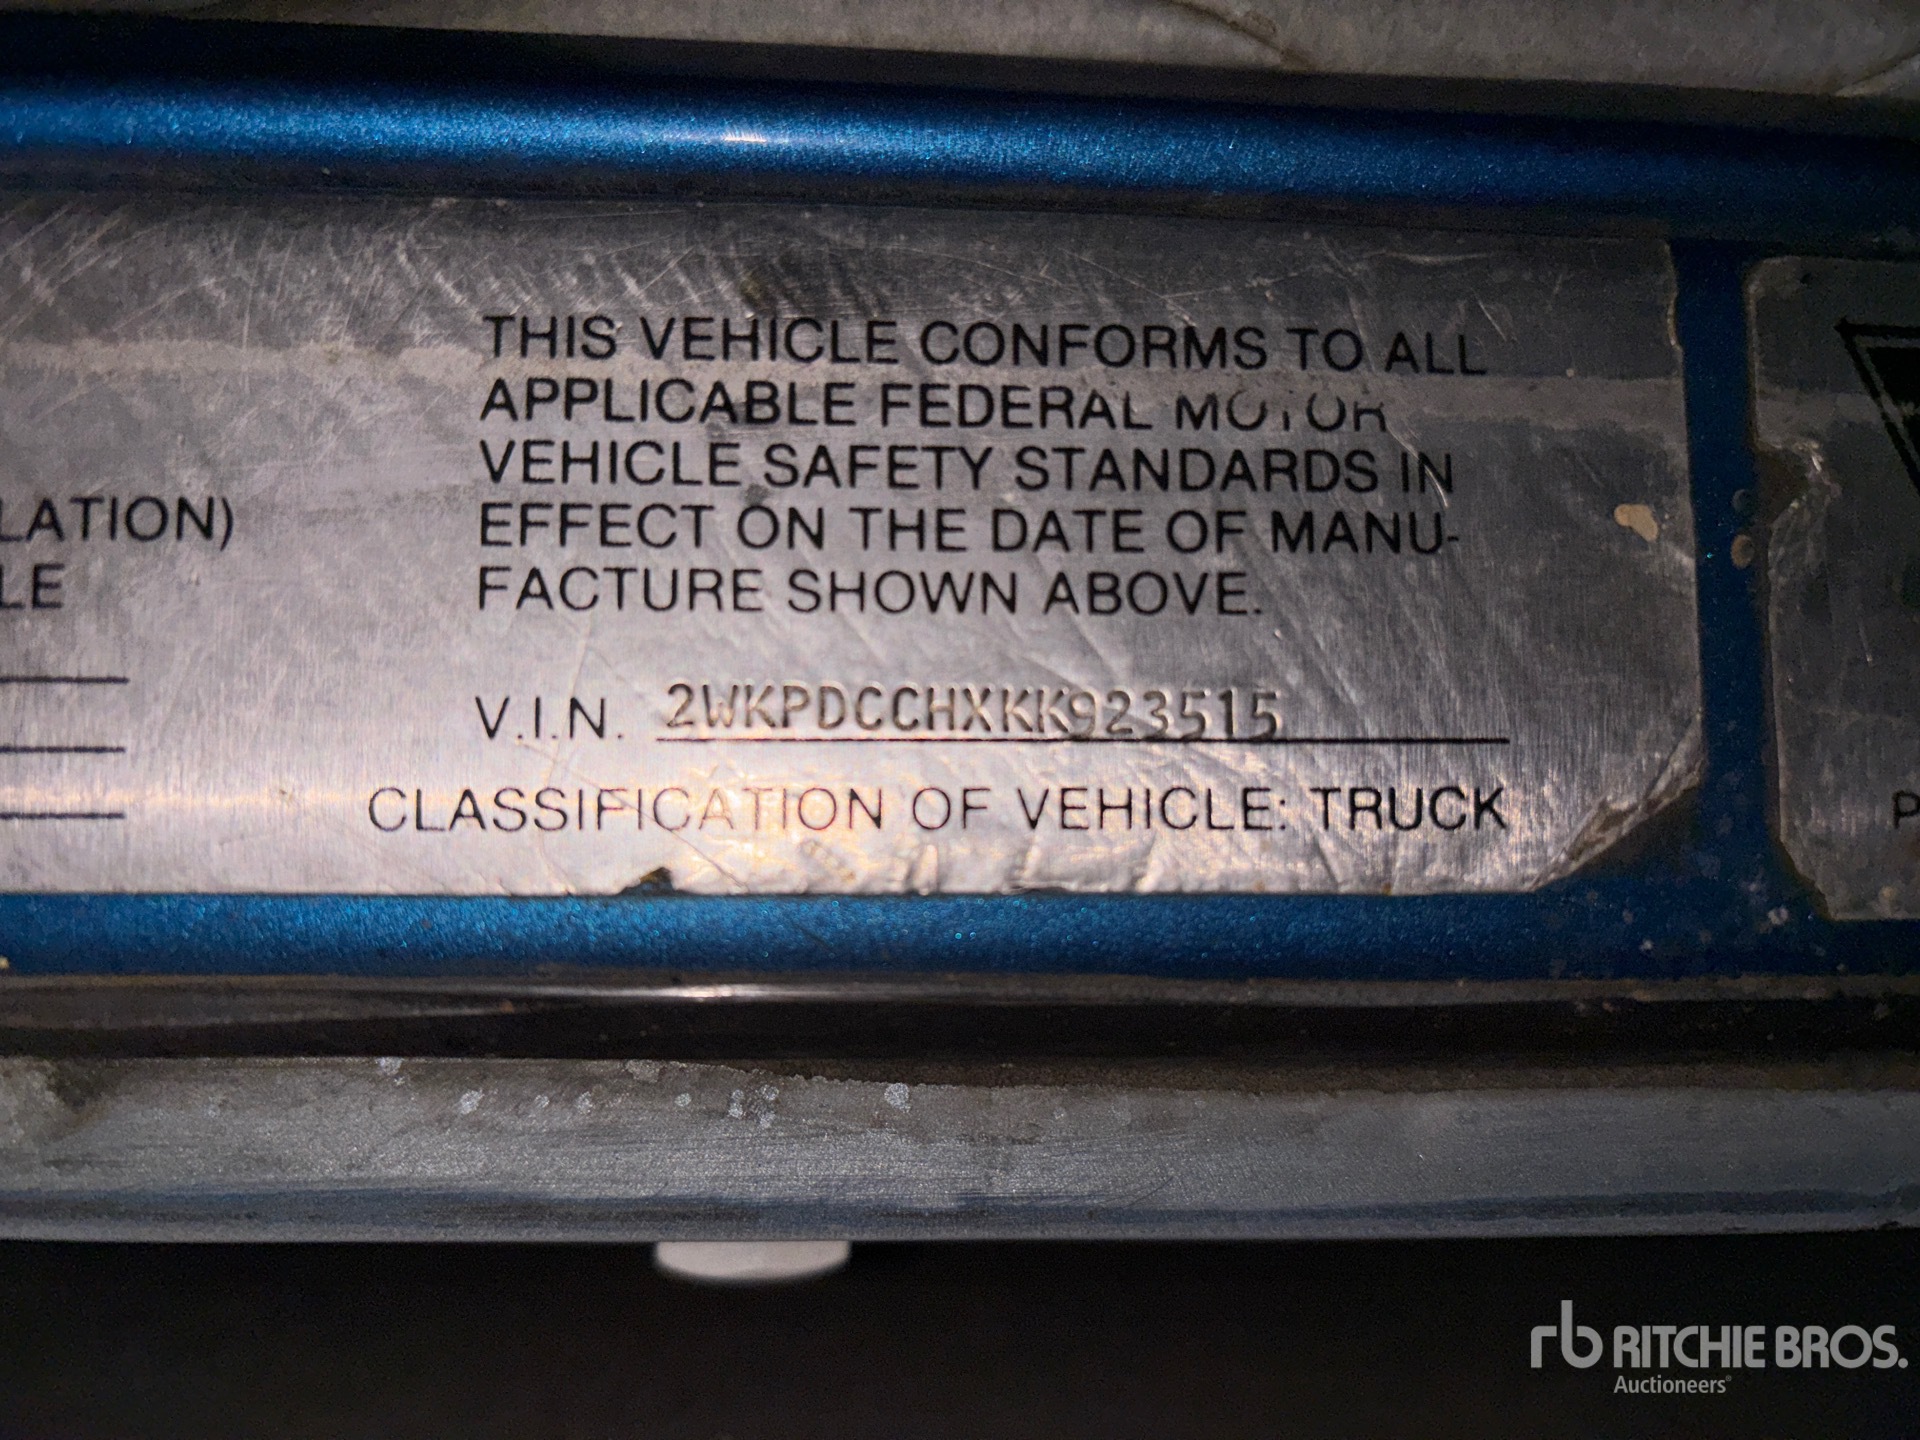 THIS VEHICLE CONFORMS TO ALL
APPLICABLE FEDERAL MOTOR
VEHICLE SAFETY STANDARDS IN
EFFECT ON THE DATE OF MANU-
FACTURE SHOWN ABOVE.
LATION)
LE
V.I.N. 2WKPDCCHXKK923515
CLASSIFICATION OF VEHICLE: TRUCK
P
rb RITCHIE BROS.
Auctioneers®